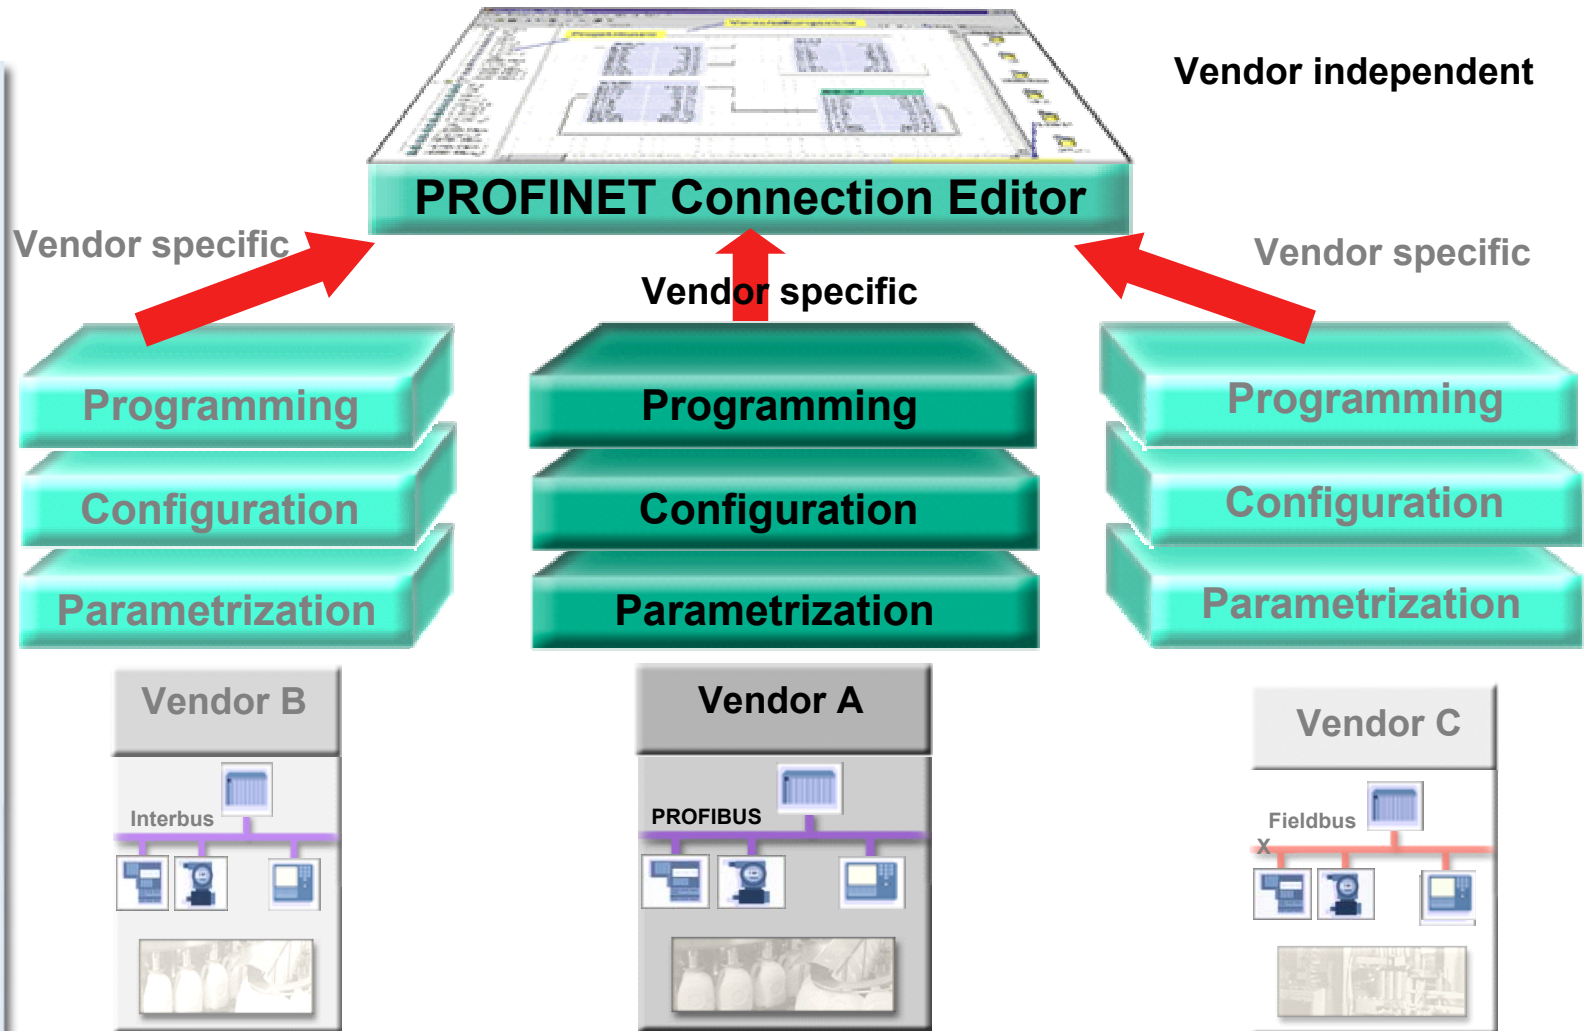 Vendor independent
PROFINET Connection Editor
Vendor specific
Vendor specific
Vendor specific
Programming
Programming
Programming
Configuration
Configuration
Configuration
Parametrization
Parametrization
Parametrization
Vendor B
Vendor A
Vendor C
Interbus
PROFIBUS
Fieldbus
X